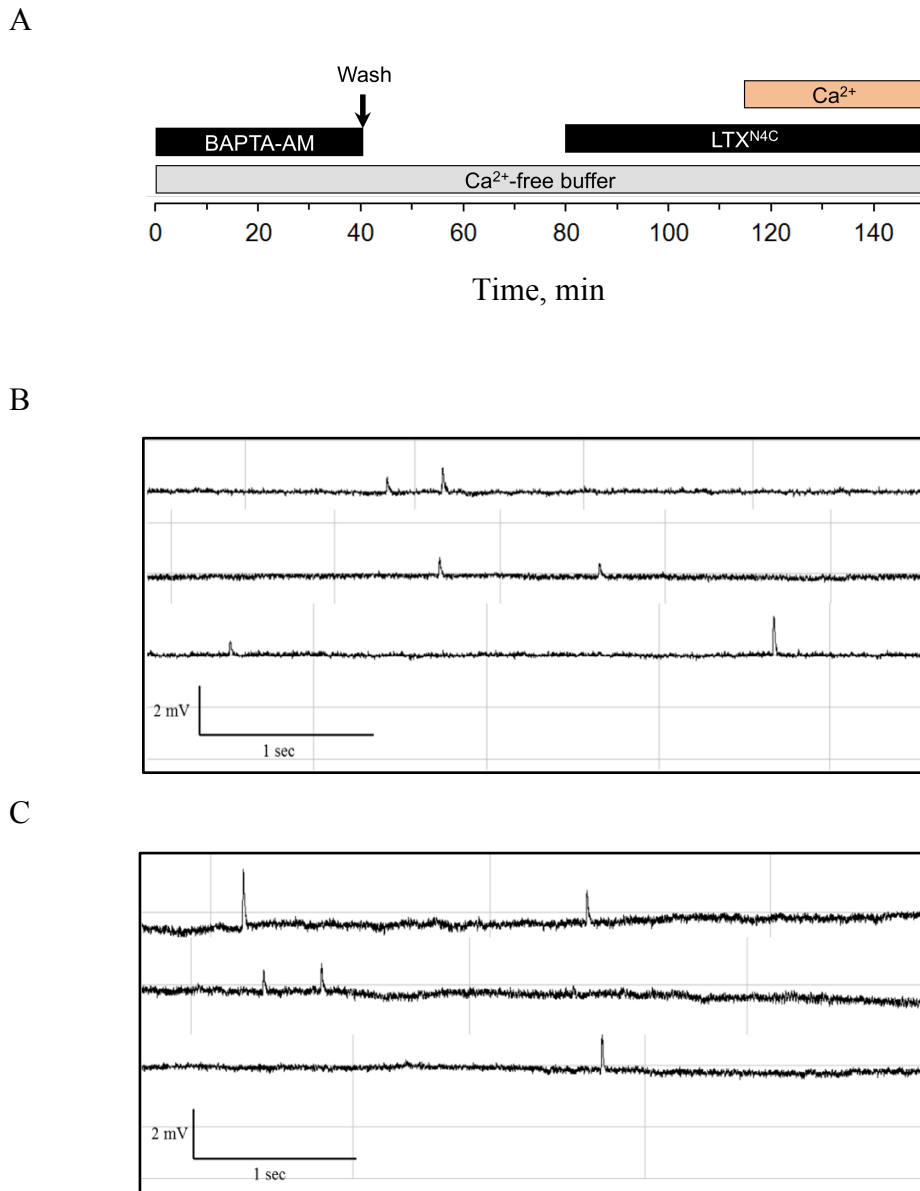 A
Wash
Ca²⁺
BAPTA-AM
LTXᴺ⁴ᶜ
Ca²⁺-free buffer
0 20 40 60 80 100 120 140
Time, min
B
2 mV
1 sec
C
2 mV
1 sec